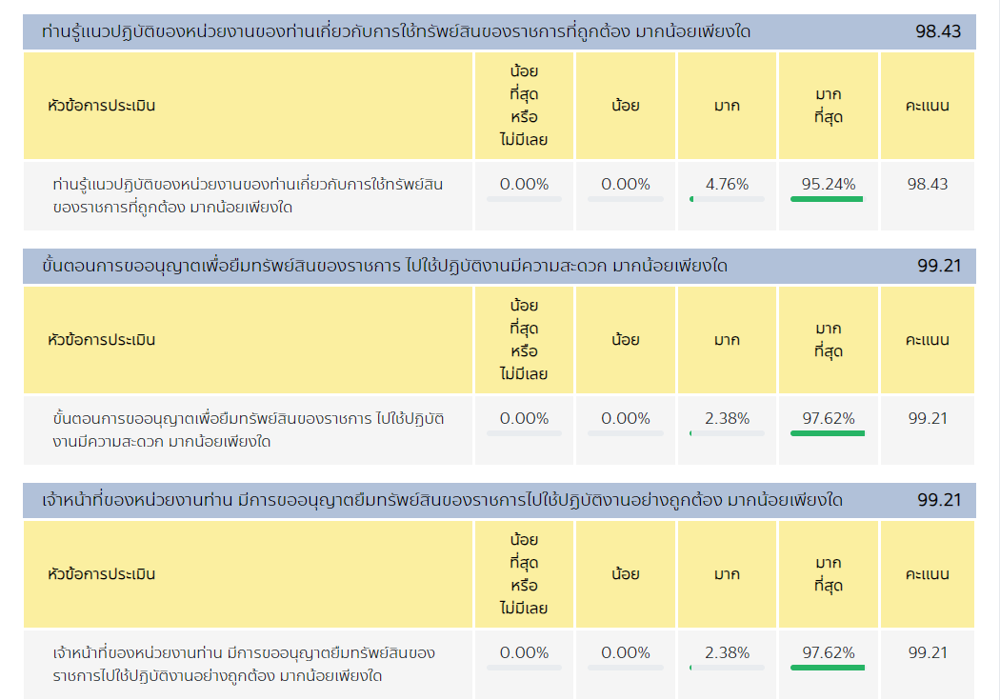 ท่านรู้แนวปฏิบัติของหน่วยงานของท่านเกี่ยวกับการใช้ทรัพย์สินของราชการที่ถูกต้อง มากน้อยเพียงใด 98.43
หัวข้อการประเมิน
น้อย
ที่สุด
หรือ
ไม่มีเลย
น้อย
มาก
มาก
ที่สุด
คะแนน
ท่านรู้แนวปฏิบัติของหน่วยงานของท่านเกี่ยวกับการใช้ทรัพย์สิน
ของราชการที่ถูกต้อง มากน้อยเพียงใด
0.00% 0.00% 4.76% 95.24% 98.43
ขั้นตอนการขออนุญาตเพื่อยืมทรัพย์สินของราชการ ไปใช้ปฏิบัติงานมีความสะดวก มากน้อยเพียงใด 99.21
หัวข้อการประเมิน
น้อย
ที่สุด
หรือ
ไม่มีเลย
น้อย
มาก
มาก
ที่สุด
คะแนน
ขั้นตอนการขออนุญาตเพื่อยืมทรัพย์สินของราชการ ไปใช้ปฏิบัติ
งานมีความสะดวก มากน้อยเพียงใด
0.00% 0.00% 2.38% 97.62% 99.21
เจ้าหน้าที่ของหน่วยงานท่าน มีการขออนุญาตยืมทรัพย์สินของราชการไปใช้ปฏิบัติงานอย่างถูกต้อง มากน้อยเพียงใด 99.21
หัวข้อการประเมิน
น้อย
ที่สุด
หรือ
ไม่มีเลย
น้อย
มาก
มาก
ที่สุด
คะแนน
เจ้าหน้าที่ของหน่วยงานท่าน มีการขออนุญาตยืมทรัพย์สินของ
ราชการไปใช้ปฏิบัติงานอย่างถูกต้อง มากน้อยเพียงใด
0.00% 0.00% 2.38% 97.62% 99.21